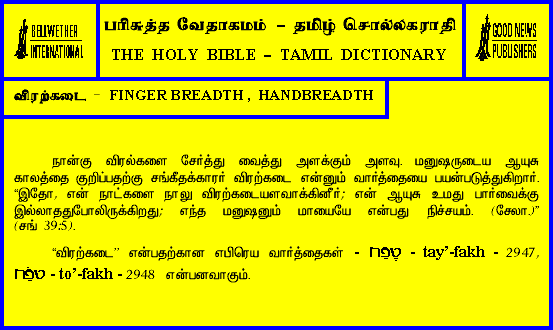 BELLWETHER
INTERNATIONAL
பரிசுத்த வேதாகமம் – தமிழ் சொல்லகராதி
THE HOLY BIBLE – TAMIL DICTIONARY
GOOD NEWS
PUBLISHERS
விரற்கடை – FINGER BREADTH , HANDBREADTH
நான்கு விரல்களை சேர்த்து வைத்து அளக்கும் அளவு. மனுஷருடைய ஆயுசு
காலத்தை குறிப்பதற்கு சங்கீதக்காரர் விரற்கடை என்னும் வார்த்தையை பயன்படுத்துகிறார்.
“இதோ, என் நாட்களை நாலு விரற்கடையளவாக்கினீர்; என் ஆயுசு உமது பார்வைக்கு
இல்லாததுபோலிருக்கிறது; எந்த மனுஷனும் மாயையே என்பது நிச்சயம். (சேலா.)”
(சங் 39:5).
“விரற்கடை” என்பதற்கான எபிரெய வார்த்தைகள் - טֶפַח - tay’-fakh - 2947,
טֹפַח - to’-fakh - 2948 என்பனவாகும்.